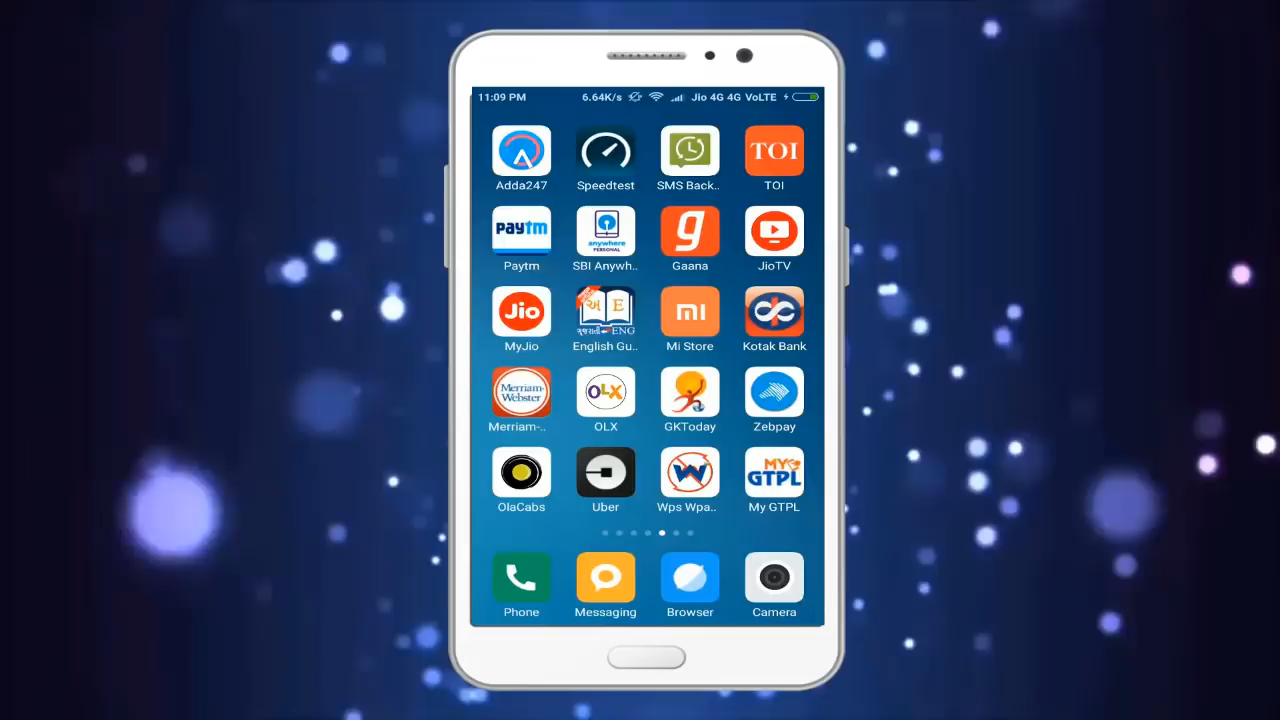 11:09 PM 6.64K/s Jio 4G 4G VoLTE
TOI
Adda247 Speedtest SMS Back.. TOI
paytm anywhere PERSONAL g
Paytm SBI Anywh.. Gaana JioTV
Jio અ E ગુજરાતી ENG mi
MyJio English Gu.. Mi Store Kotak Bank
Merriam-Webster OLX
Merriam-.. OLX GKToday Zebpay
W MY GTPL
OlaCabs Uber Wps Wpa.. My GTPL
Phone Messaging Browser Camera